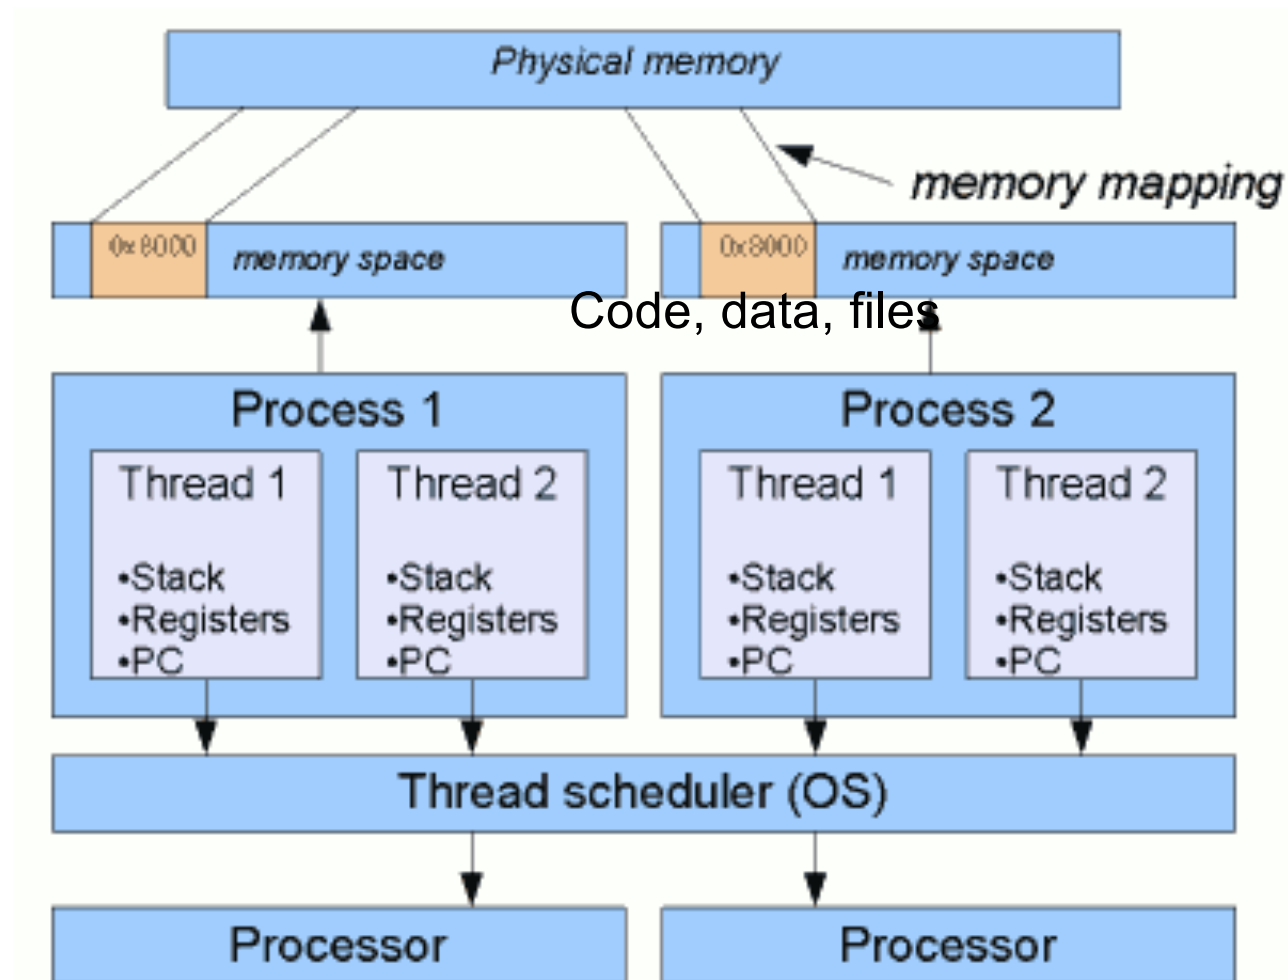 Physical memory
memory mapping
0x8000 memory space
0x8000 memory space
Code, data, files
Process 1
Thread 1
•Stack
•Registers
•PC
Thread 2
•Stack
•Registers
•PC
Process 2
Thread 1
•Stack
•Registers
•PC
Thread 2
•Stack
•Registers
•PC
Thread scheduler (OS)
Processor
Processor